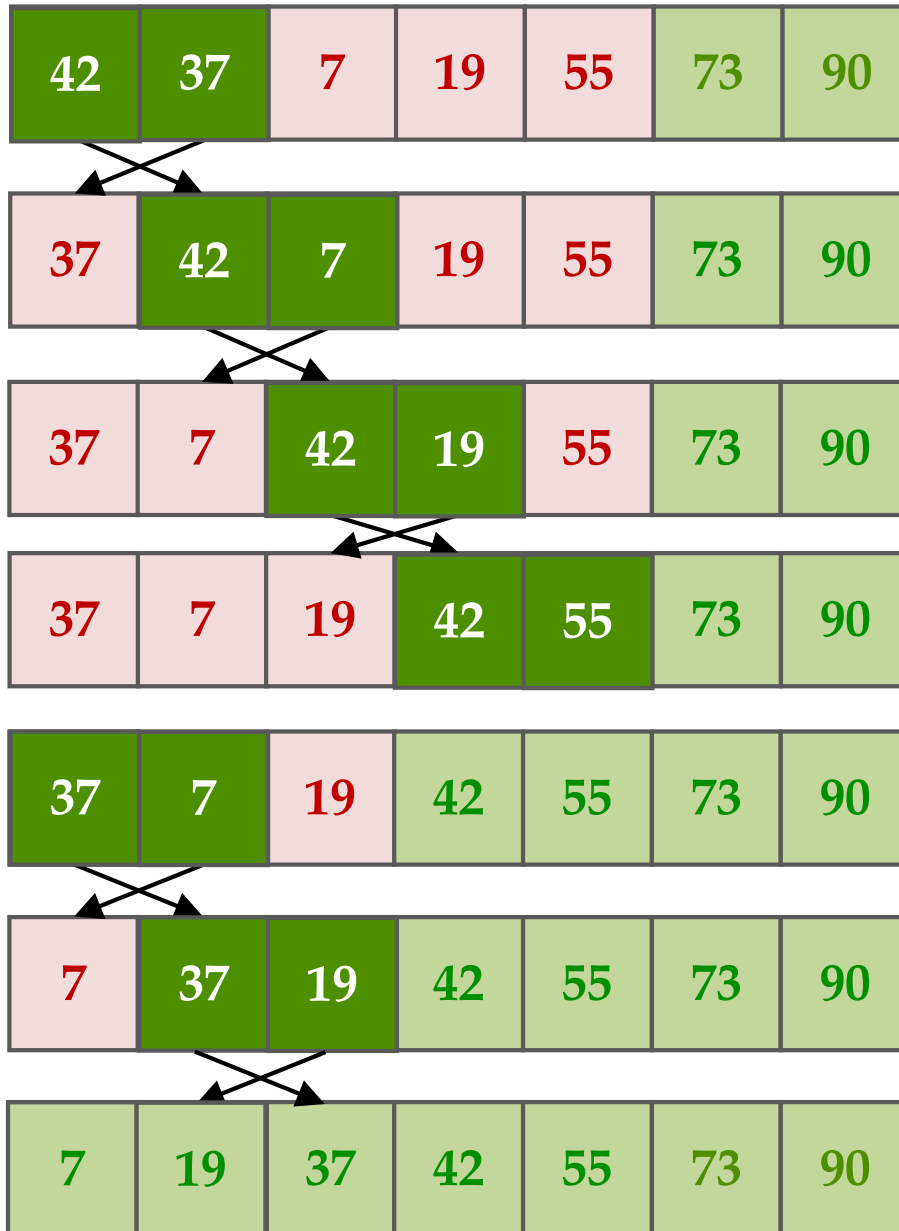 42 37 7 19 55 73 90
37 42 7 19 55 73 90
37 7 42 19 55 73 90
37 7 19 42 55 73 90
37 7 19 42 55 73 90
7 37 19 42 55 73 90
7 19 37 42 55 73 90